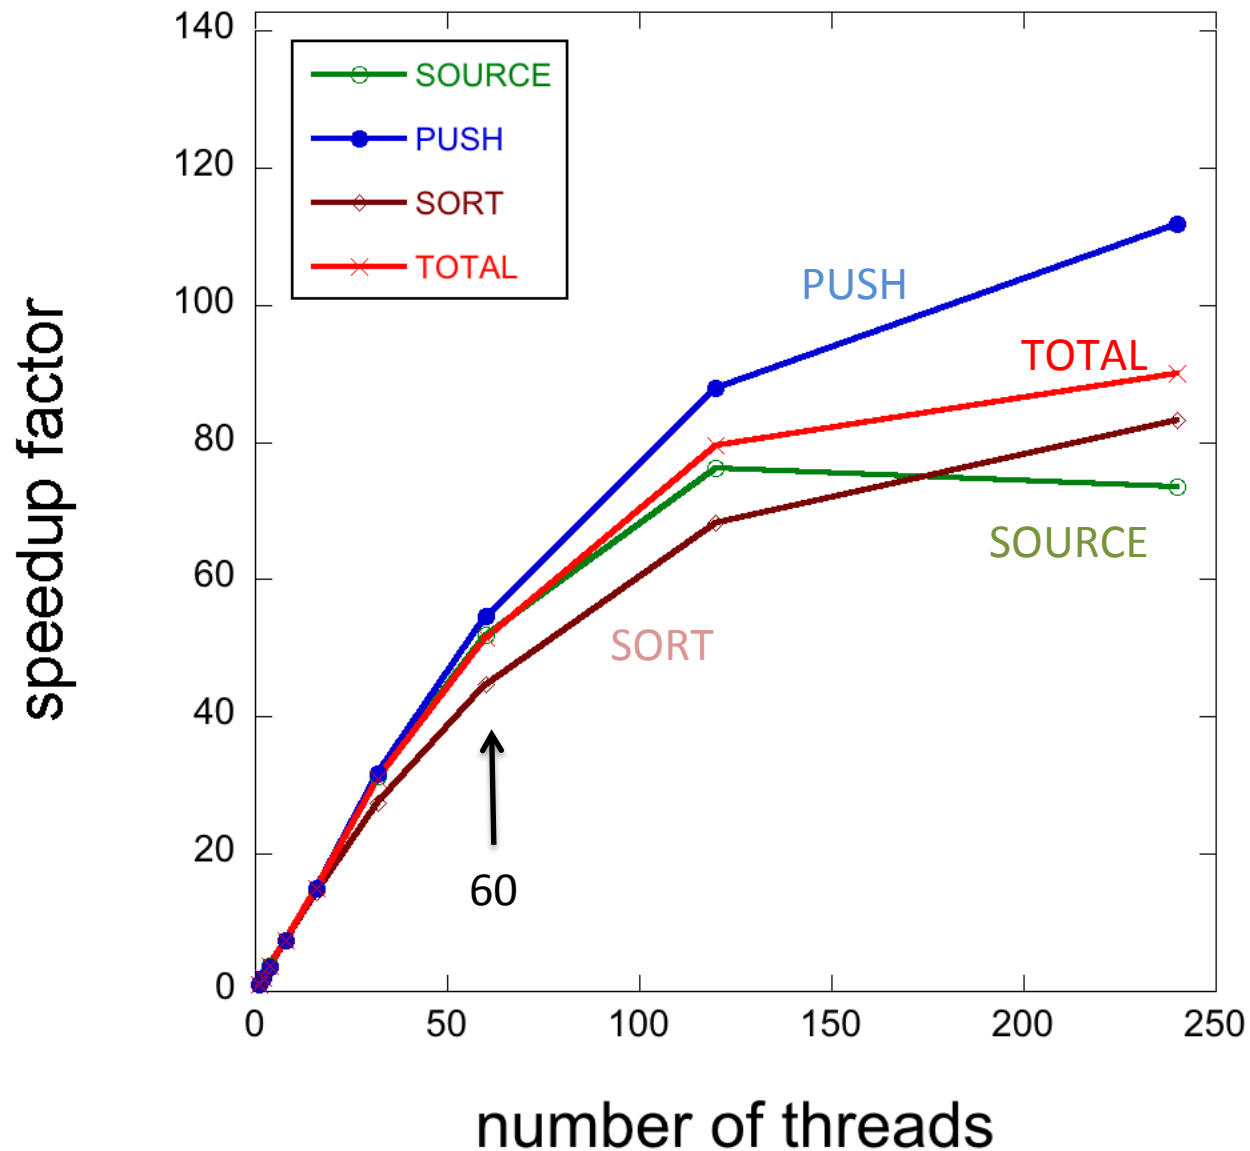 140
120
100
80
60
40
20
0
speedup factor
SOURCE
PUSH
SORT
TOTAL
PUSH
TOTAL
SOURCE
SORT
60
0 50 100 150 200 250
number of threads